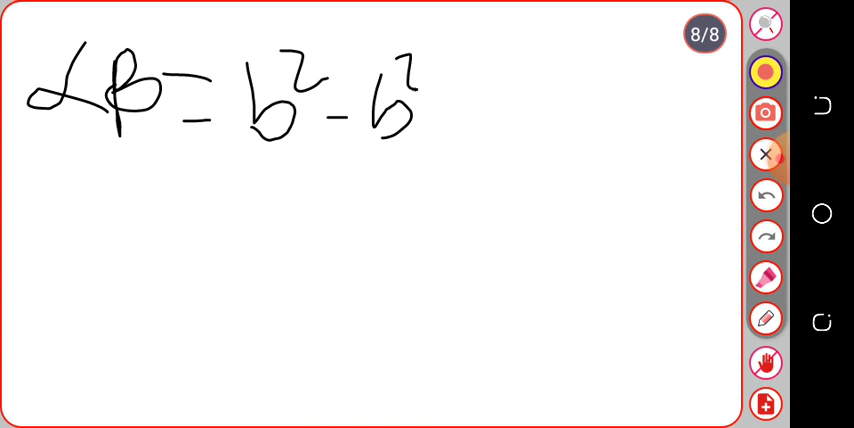 αβ = b² - b²
8/8